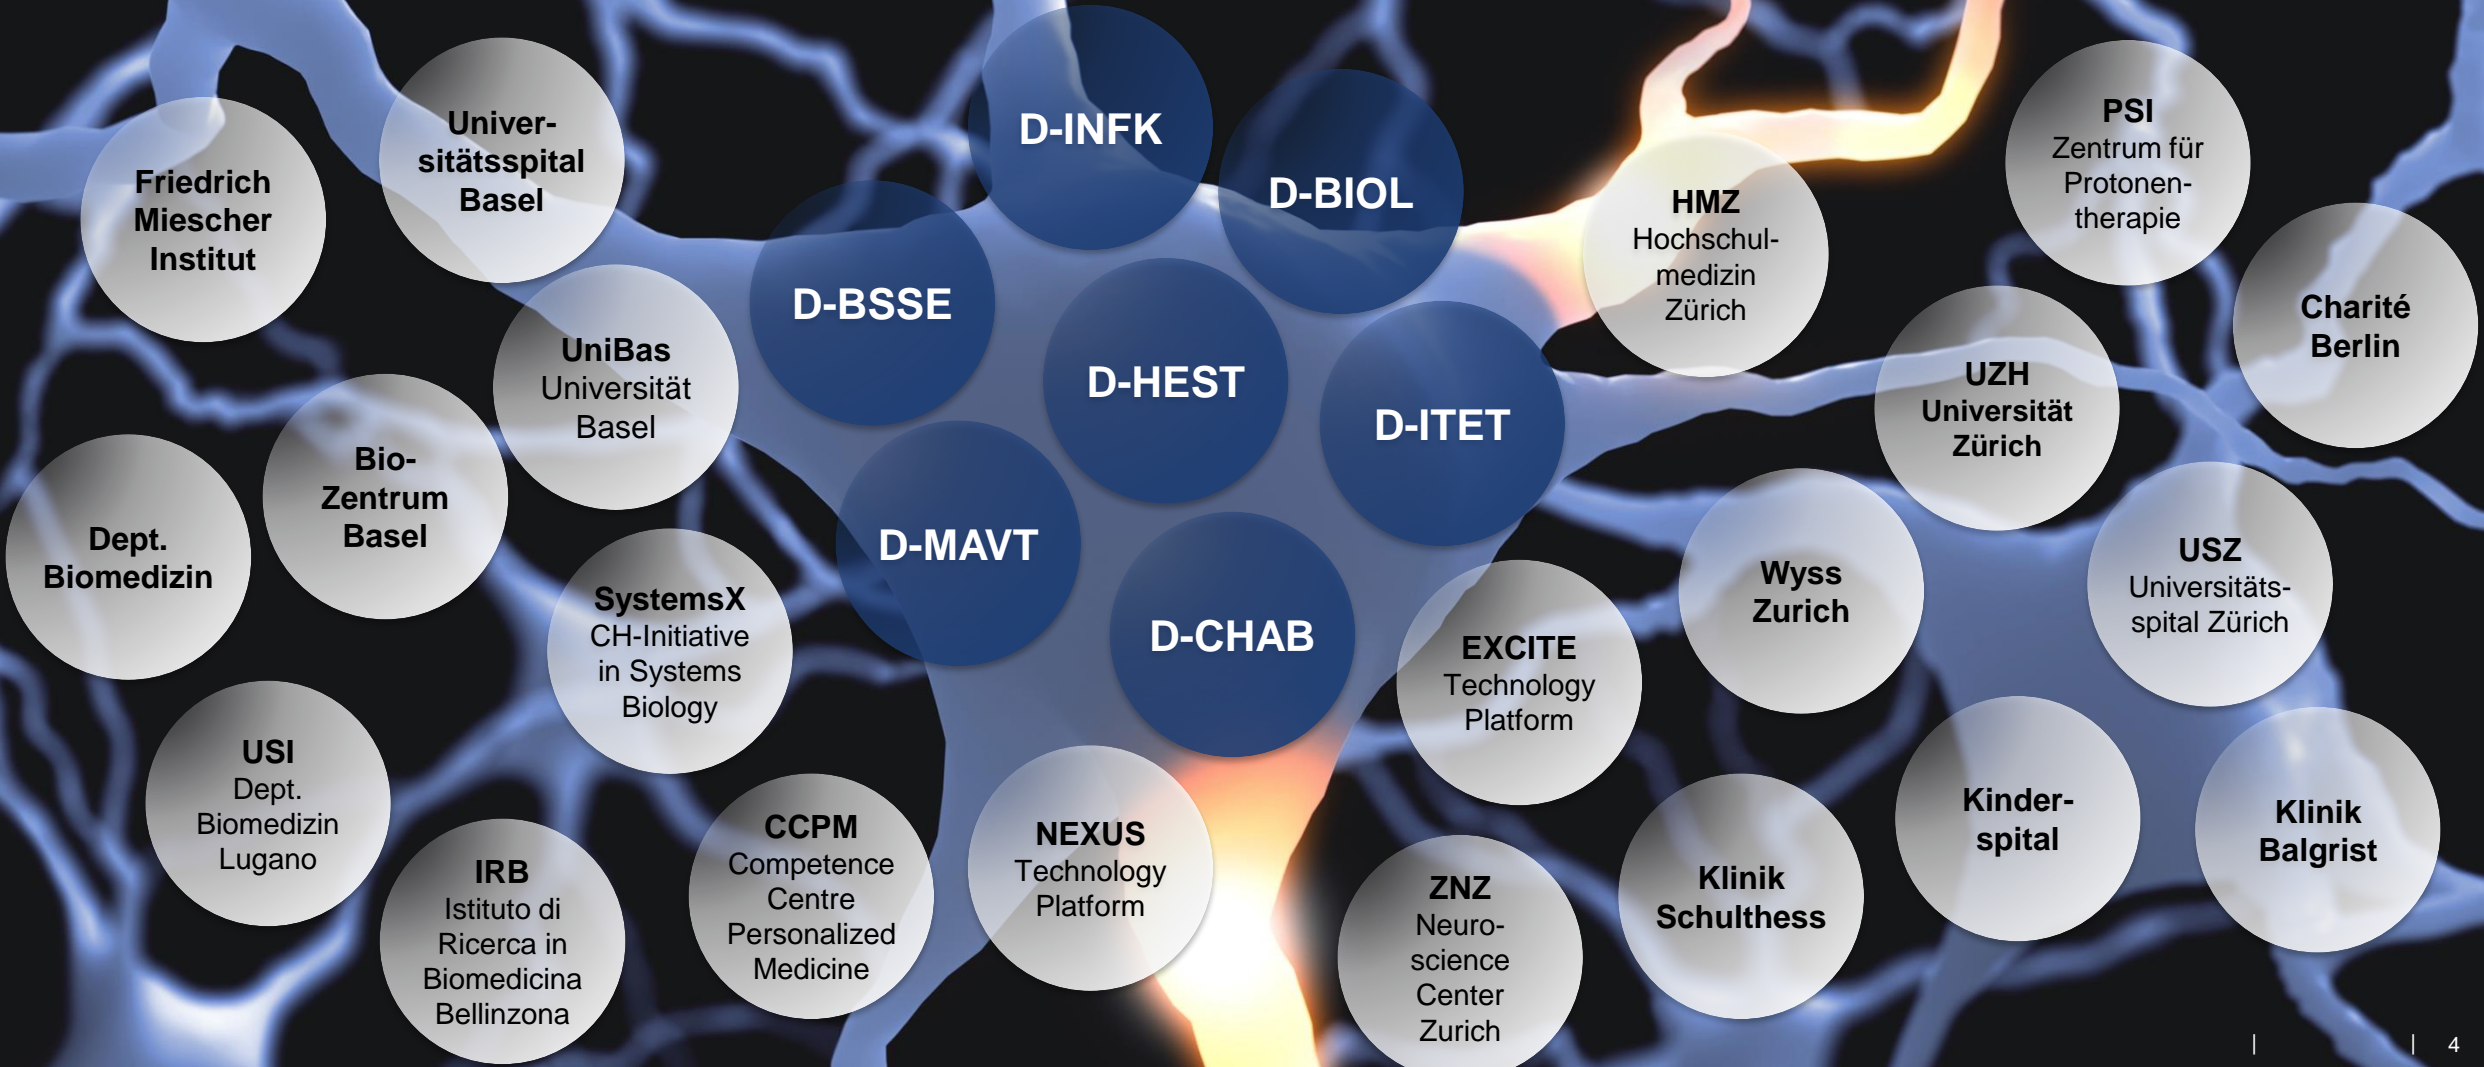 Friedrich
Miescher
Institut
Univer-
sitätsspital
Basel
D-INFK
D-BIOL
PSI
Zentrum für
Protonen-
therapie
HMZ
Hochschul-
medizin
Zürich
D-BSSE
Charité
Berlin
UniBas
Universität
Basel
D-HEST
D-ITET
UZH
Universität
Zürich
Bio-
Zentrum
Basel
Dept.
Biomedizin
D-MAVT
SystemsX
CH-Initiative
in Systems
Biology
D-CHAB
EXCITE
Technology
Platform
Wyss
Zurich
USZ
Universitäts-
spital Zürich
USI
Dept.
Biomedizin
Lugano
IRB
Istituto di
Ricerca in
Biomedicina
Bellinzona
CCPM
Competence
Centre
Personalized
Medicine
NEXUS
Technology
Platform
ZNZ
Neuro-
science
Center
Zurich
Klinik
Schulthess
Kinder-
spital
Klinik
Balgrist
| | 4